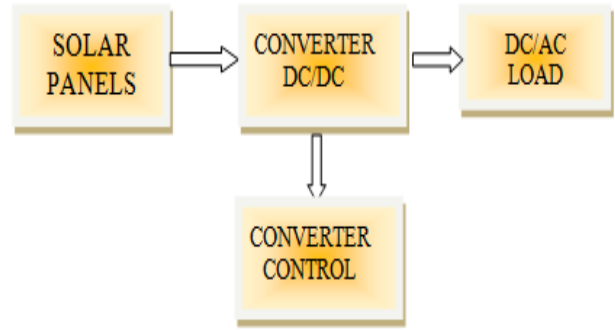 SOLAR
PANELS
CONVERTER
DC/DC
DC/AC
LOAD
CONVERTER
CONTROL